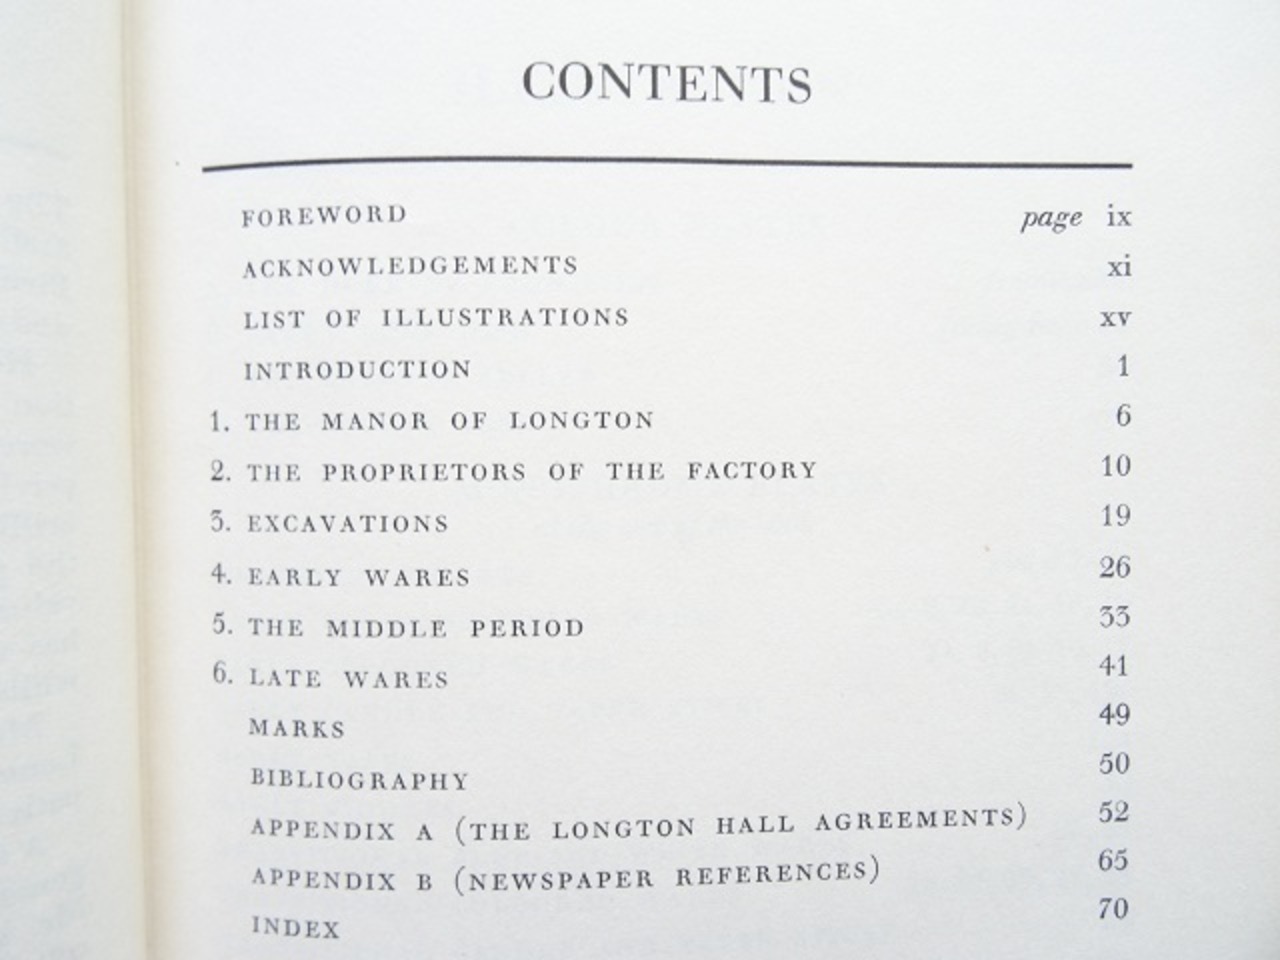 CONTENTS
FOREWORD page ix
ACKNOWLEDGEMENTS xi
LIST OF ILLUSTRATIONS xv
INTRODUCTION 1
1. THE MANOR OF LONGTON 6
2. THE PROPRIETORS OF THE FACTORY 10
3. EXCAVATIONS 19
4. EARLY WARES 26
5. THE MIDDLE PERIOD 33
6. LATE WARES 41
MARKS 49
BIBLIOGRAPHY 50
APPENDIX A (THE LONGTON HALL AGREEMENTS) 52
APPENDIX B (NEWSPAPER REFERENCES) 65
INDEX 70